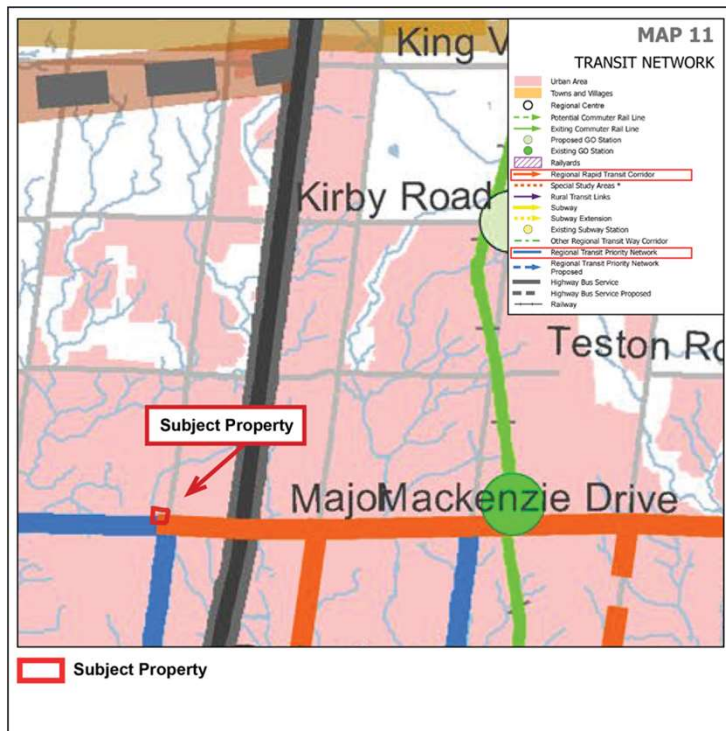 King V
MAP 11
TRANSIT NETWORK
Urban Area
Towns and Villages
Regional Centre
Potential Commuter Rail Line
Exiting Commuter Rail Line
Proposed GO Station
Existing GO Station
Railyards
Regional Rapid Transit Corridor
Special Study Areas *
Rural Transit Links
Subway
Subway Extension
Existing Subway Station
Other Regional Transit Way Corridor
Regional Transit Priority Network
Regional Transit Priority Network
Proposed
Highway Bus Service
Highway Bus Service Proposed
Railway
Kirby Road
Teston Ro
Subject Property
Major Mackenzie Drive
Subject Property